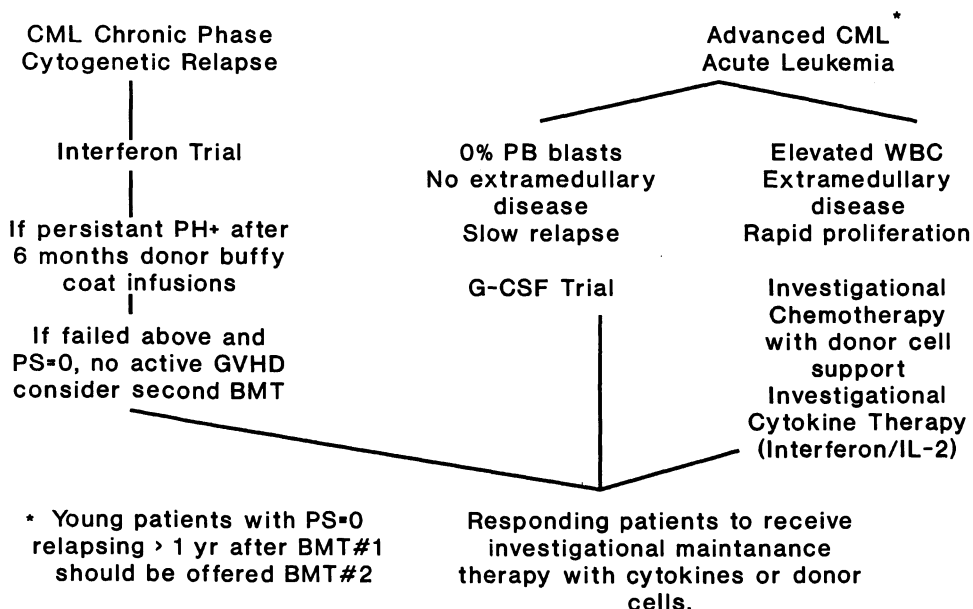 CML Chronic Phase
Cytogenetic Relapse
Interferon Trial
If persistant PH+ after
6 months donor buffy
coat infusions
If failed above and
PS=0, no active GVHD
consider second BMT
Advanced CML*
Acute Leukemia
0% PB blasts
No extramedullary
disease
Slow relapse
G-CSF Trial
Elevated WBC
Extramedullary
disease
Rapid proliferation
Investigational
Chemotherapy
with donor cell
support
Investigational
Cytokine Therapy
(Interferon/IL-2)
* Young patients with PS=0
relapsing > 1 yr after BMT#1
should be offered BMT#2
Responding patients to receive
investigational maintanance
therapy with cytokines or donor
cells.